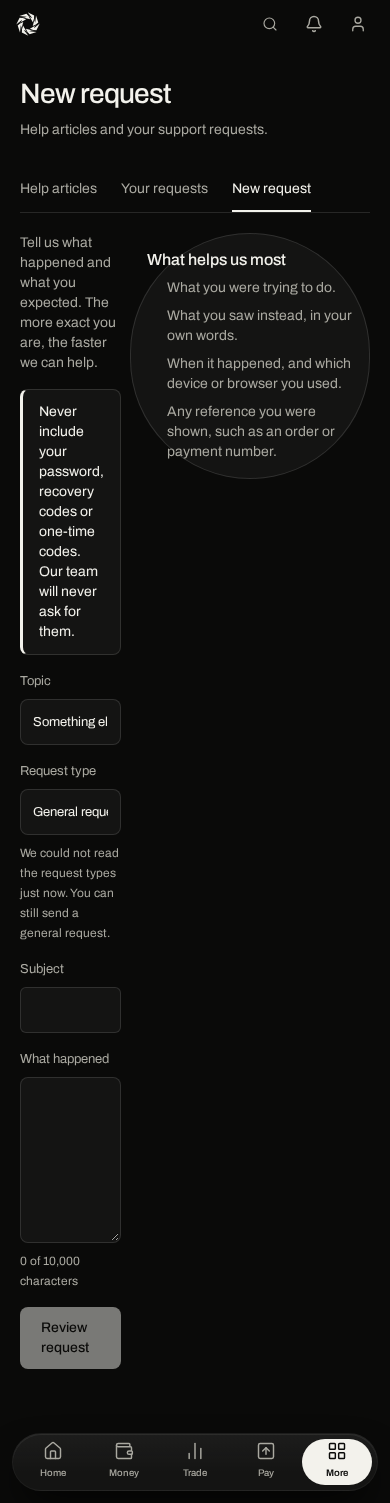 New request
Help articles and your support requests.
Help articles
Your requests
New request
Tell us what
happened and
what you
expected. The
more exact you
are, the faster
we can help.
Never
include
your
password,
recovery
codes or
one-time
codes.
Our team
will never
ask for
them.
Topic
Something el
Request type
General reque
We could not read
the request types
just now. You can
still send a
general request.
Subject
What happened
0 of 10,000
characters
Review
request
What helps us most
What you were trying to do.
What you saw instead, in your
own words.
When it happened, and which
device or browser you used.
Any reference you were
shown, such as an order or
payment number.
Home
Money
Trade
Pay
More